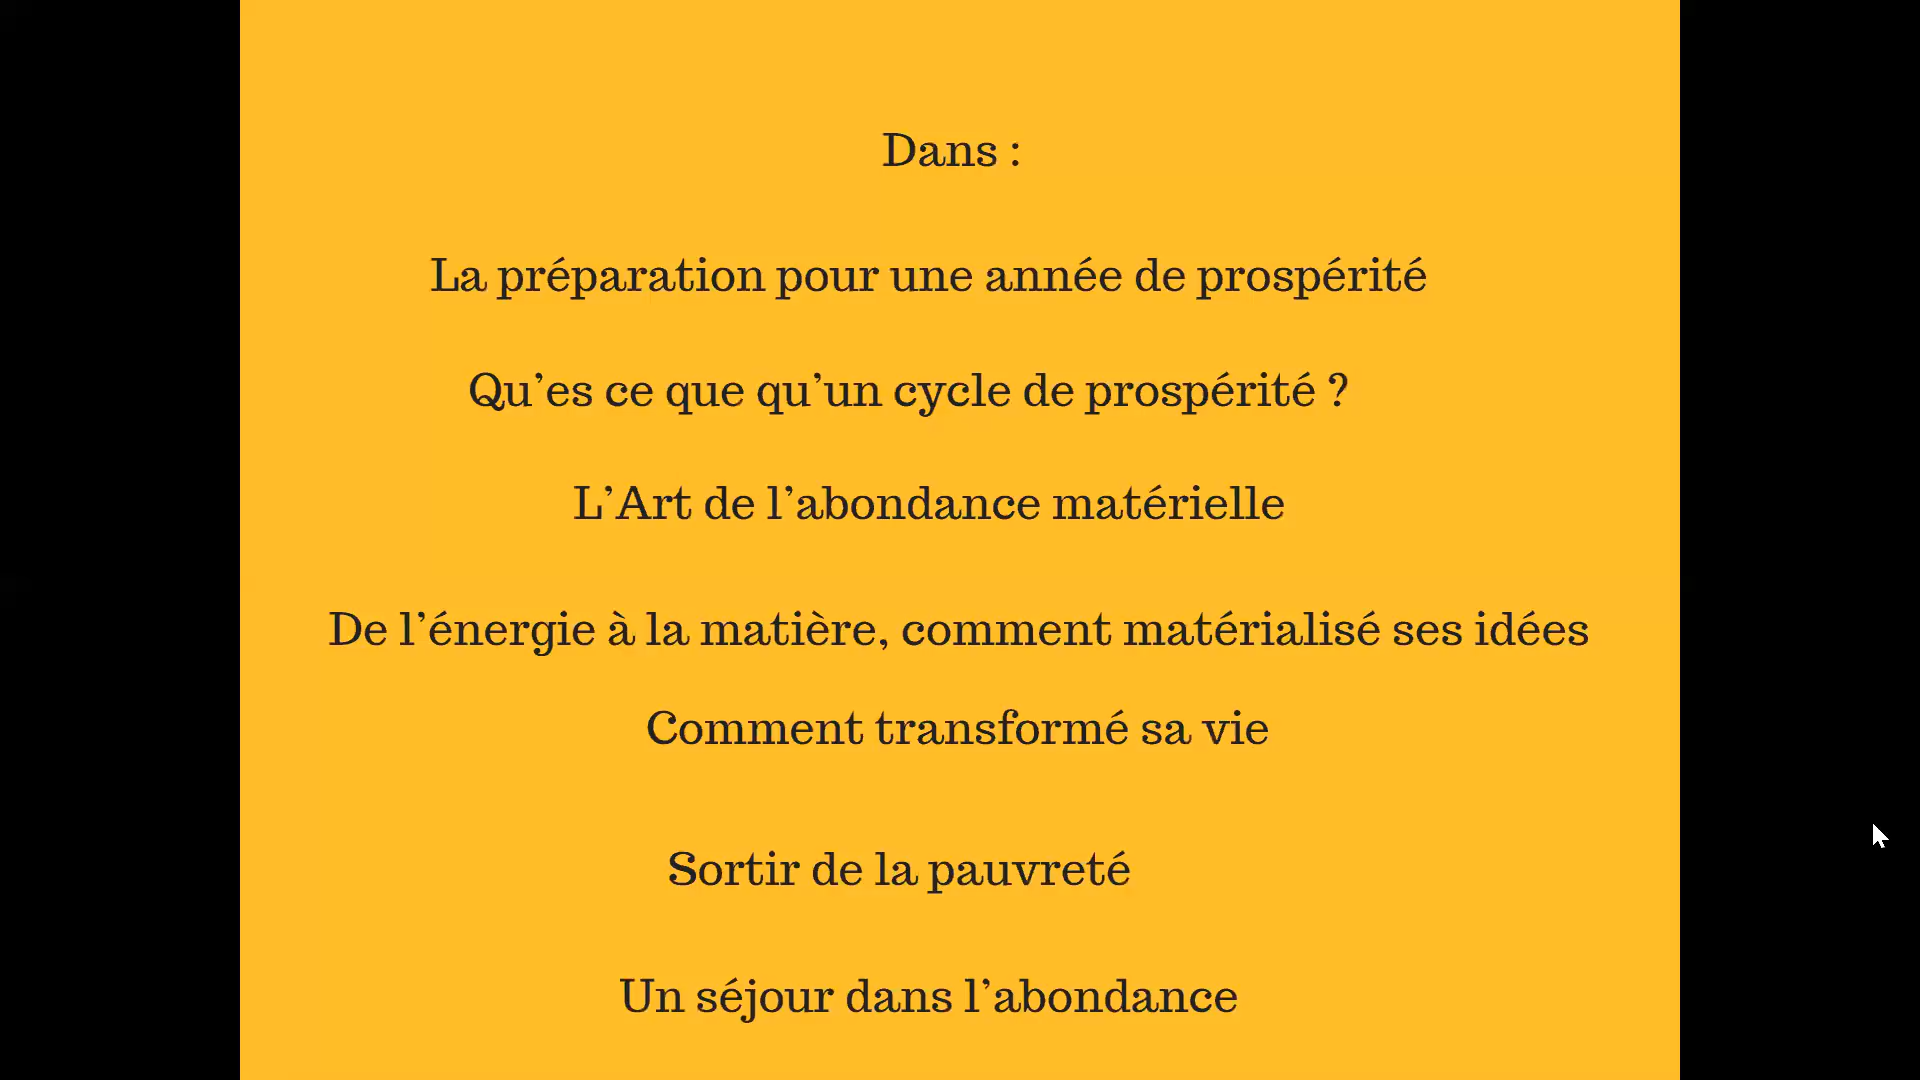 Dans :
La préparation pour une année de prospérité
Qu’es ce que qu’un cycle de prospérité ?
L’Art de l’abondance matérielle
De l’énergie à la matière, comment matérialisé ses idées
Comment transformé sa vie
Sortir de la pauvreté
Un séjour dans l’abondance